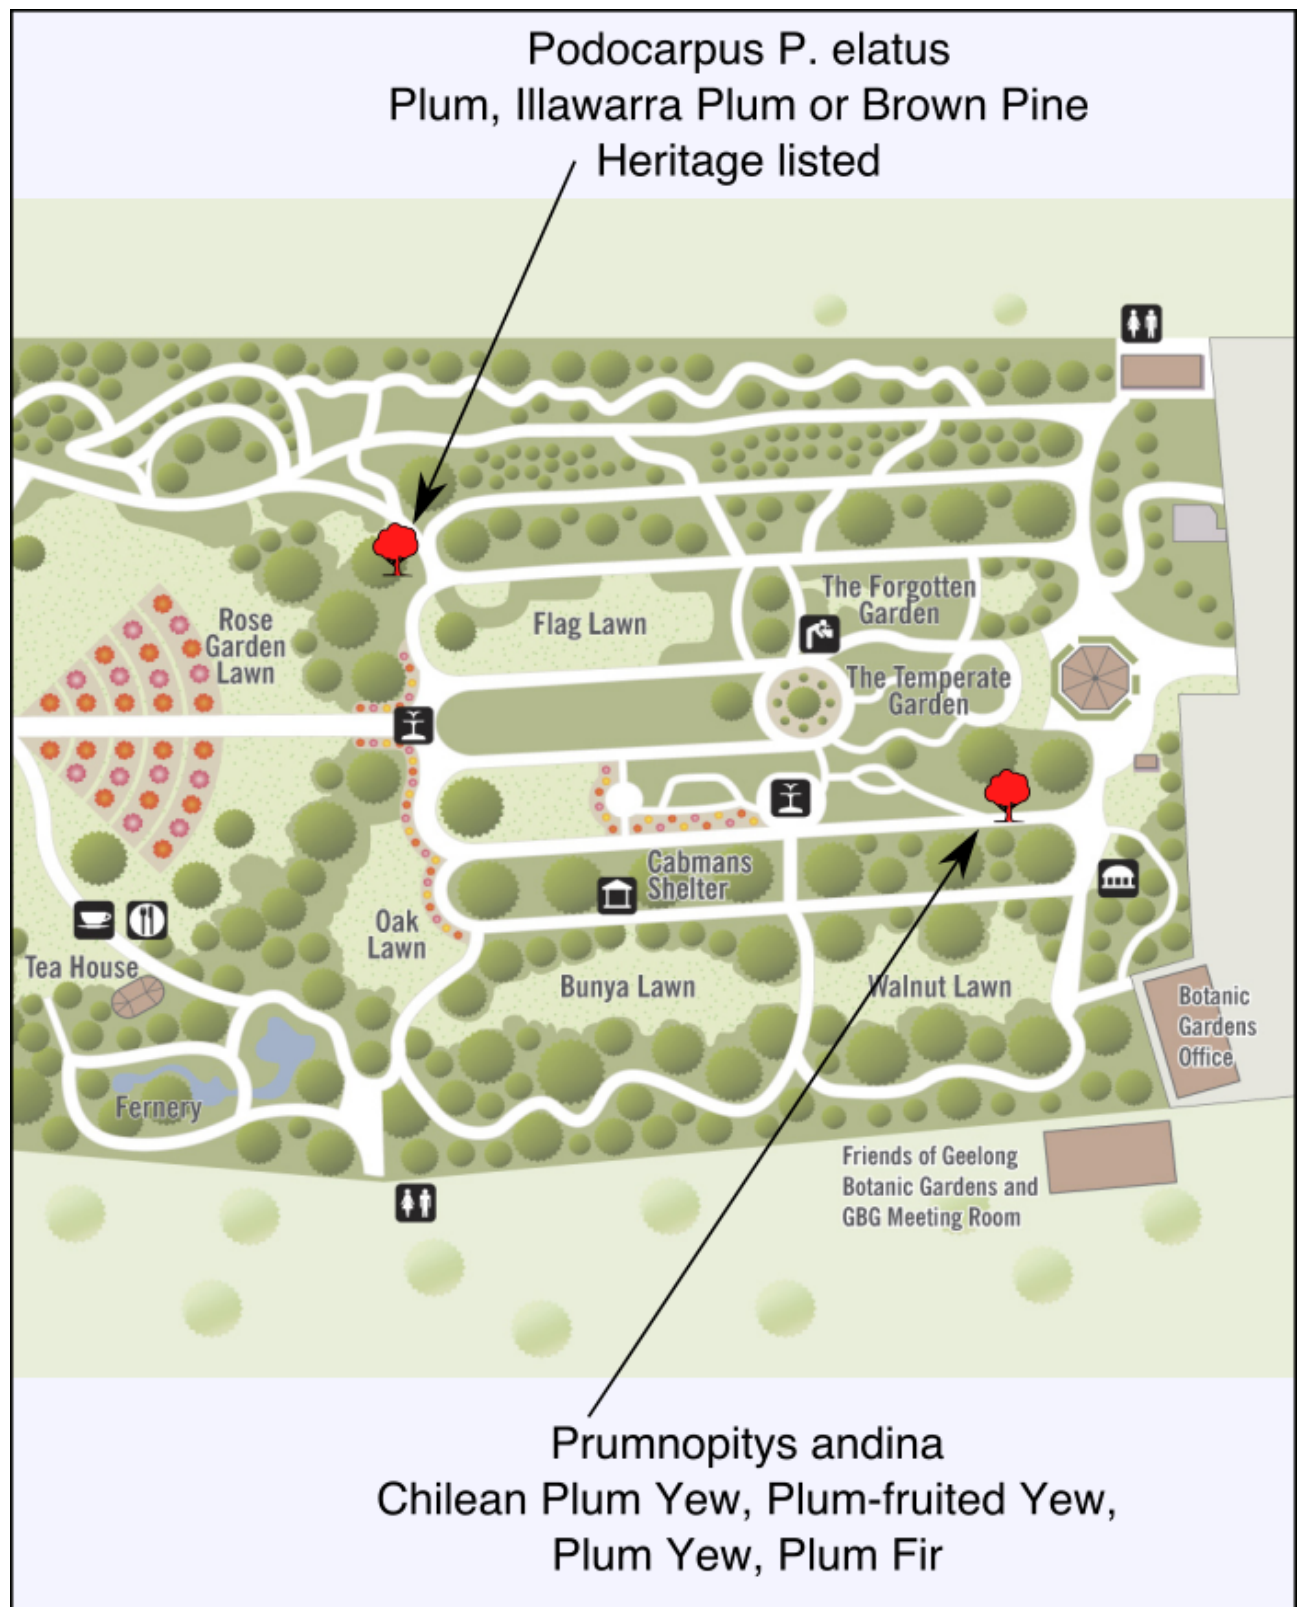 Podocarpus P. elatus
Plum, Illawarra Plum or Brown Pine
Heritage listed
The Forgotten
Garden
Rose
Garden
Lawn
Flag Lawn
The Temperate
Garden
Cabmans
Shelter
Oak
Lawn
Tea House
Bunya Lawn
Walnut Lawn
Botanic
Gardens
Office
Fernery
Friends of Geelong
Botanic Gardens and
GBG Meeting Room
Prumnopitys andina
Chilean Plum Yew, Plum-fruited Yew,
Plum Yew, Plum Fir